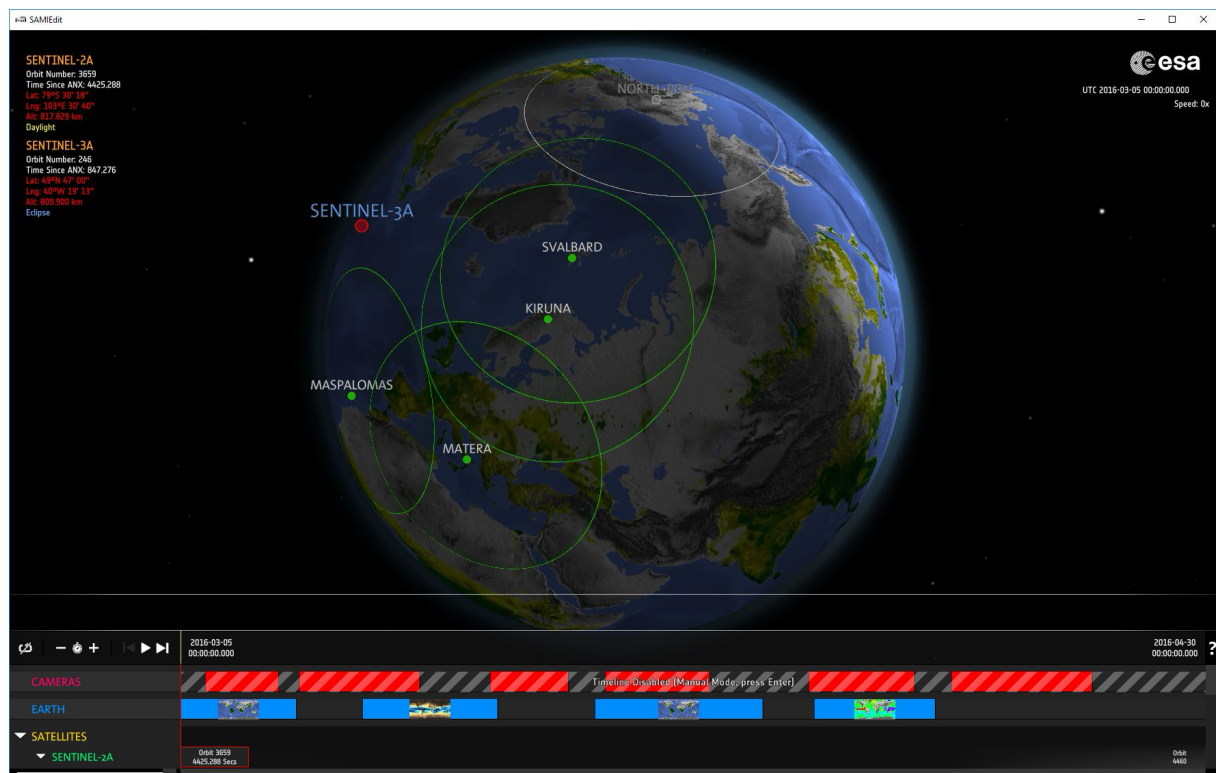 SAMIEdit
SENTINEL-2A
Orbit Number: 3659
Time Since ANX: 4425.288
Lat: 79°S 30' 18"
Lng: 103°E 30' 40"
Alt: 817.829 km
Daylight
SENTINEL-3A
Orbit Number: 246
Time Since ANX: 847.276
Lat: 49°N 47' 00"
Lng: 40°W 19' 13"
Alt: 809.900 km
Eclipse
esa
UTC 2016-03-05 00:00:00.000
Speed: 0x
NORTH POLE
SENTINEL-3A
SVALBARD
KIRUNA
MASPALOMAS
MATERA
2016-03-05
00:00:00.000
2016-04-30
00:00:00.000
?
CAMERAS
Timeline Disabled (Manual Mode, press Enter)
EARTH
SATELLITES
SENTINEL-2A
Orbit 3659
4425.288 Secs
Orbit
4460